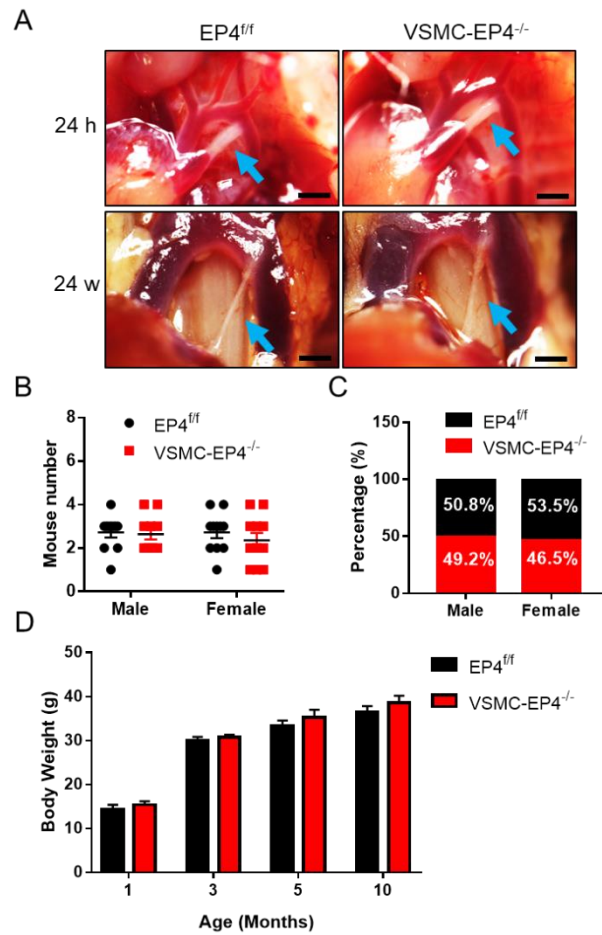 A
EP4f/f
VSMC-EP4-/-
24 h
24 w
B
EP4f/f
VSMC-EP4-/-
Mouse number
8
6
4
2
0
Male
Female
C
EP4f/f
VSMC-EP4-/-
Percentage (%)
150
100
50
0
50.8%
53.5%
49.2%
46.5%
Male
Female
D
EP4f/f
VSMC-EP4-/-
Body Weight (g)
50
40
30
20
10
0
1
3
5
10
Age (Months)